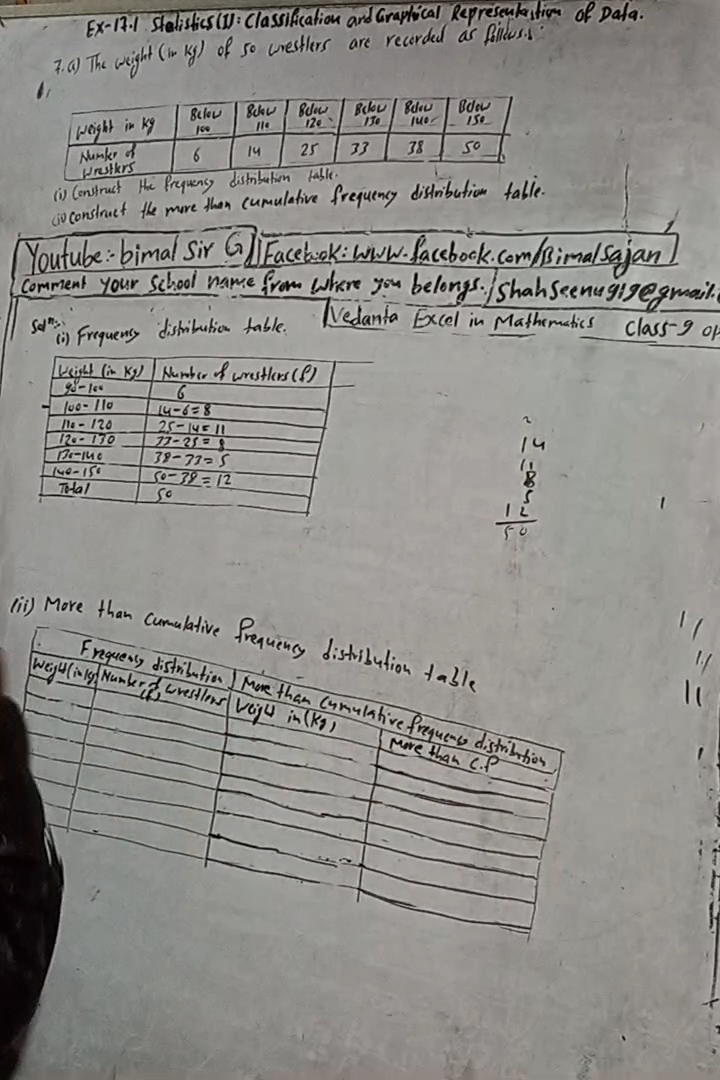 Ex-17.1 Statistics(I): Classification and Graphical Representation of Data.
7.a) The weight (in kg) of 50 wrestlers are recorded as follows:
Weight in kg | Below 100 | Below 110 | Below 120 | Below 130 | Below 140 | Below 150
Number of wrestlers | 6 | 14 | 25 | 33 | 38 | 50
(i) Construct the frequency distribution table.
(ii) construct the more than cumulative frequency distribution table.
Youtube:- bimal Sir G | Facebook: www.facebook.com/Bimalsajan
Comment your School name from where you belongs. / Shahseenu919@gmail.
Vedanta Excel in Mathematics Class-9 op
Solⁿ:
(i) Frequency distribution table.
Weight (in kg) | Number of wrestlers (f)
90-100 | 6
100-110 | 14-6=8
110-120 | 25-14=11
120-130 | 33-25=8
130-140 | 38-33=5
140-150 | 50-38=12
Total | 50
14
11
8
5
12
50
(ii) More than cumulative frequency distribution table
Frequency distribution | More than cumulative frequency distribution
Weight (in kg) | Number of wrestlers (f) | Weight in (kg) | More than c.f